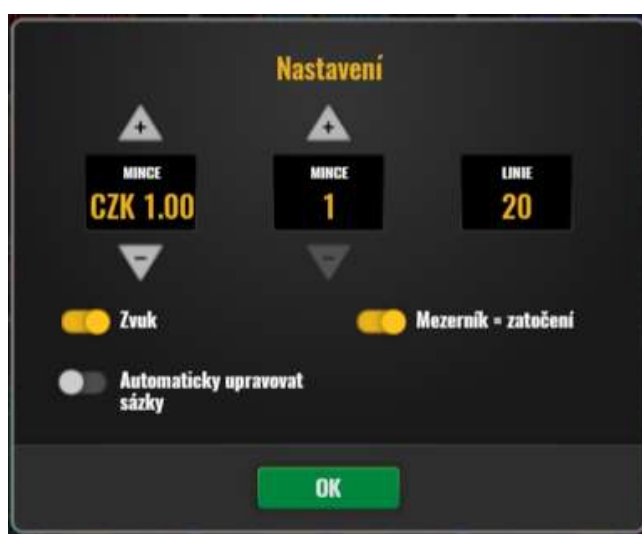 Nastavení
+
+
MINCE
CZK 1.00
MINCE
1
LINIE
20
-
-
Zvuk
Mezerník = zatočení
Automaticky upravovat
sázky
OK